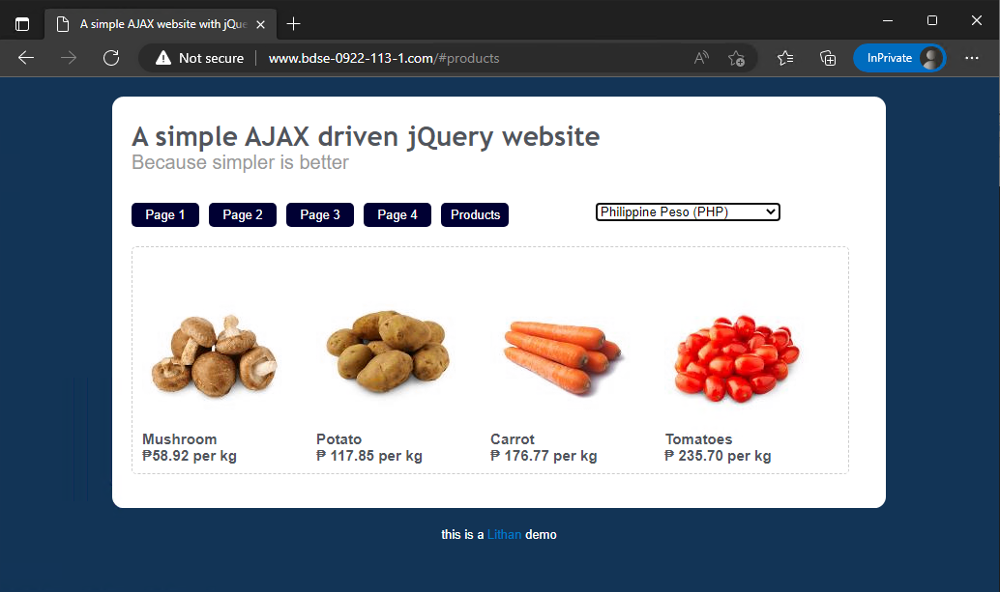 A simple AJAX website with jQue
Not secure
www.bdse-0922-113-1.com/#products
InPrivate
A simple AJAX driven jQuery website
Because simpler is better
Page 1 Page 2 Page 3 Page 4 Products
Philippine Peso (PHP)
Mushroom
₱58.92 per kg
Potato
₱ 117.85 per kg
Carrot
₱ 176.77 per kg
Tomatoes
₱ 235.70 per kg
this is a Lithan demo